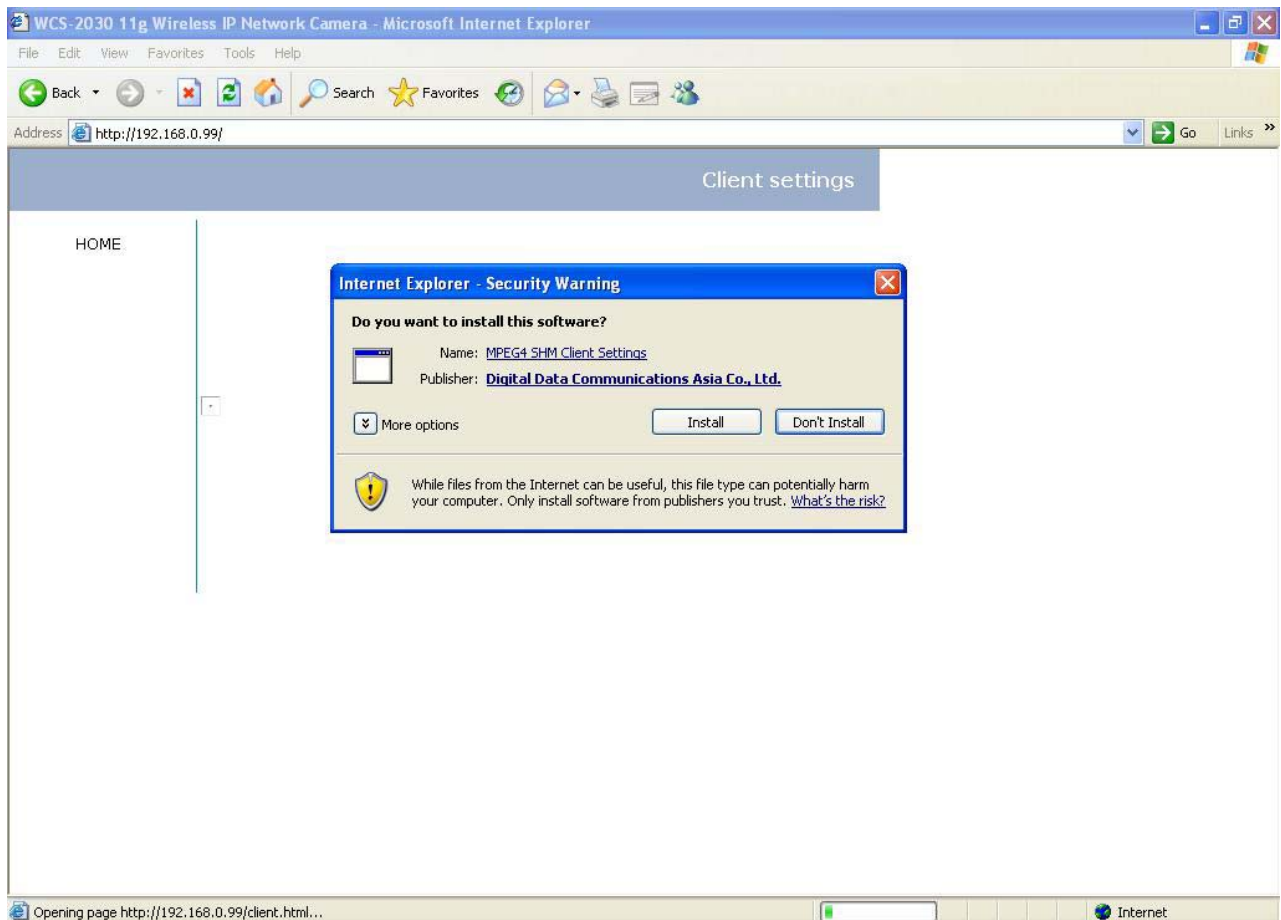 WCS-2030 11g Wireless IP Network Camera - Microsoft Internet Explorer
File Edit View Favorites Tools Help
Back Search Favorites
Address http://192.168.0.99/ Go Links »
Client settings
HOME
Internet Explorer - Security Warning
Do you want to install this software?
Name: MPEG4 SHM Client Settings
Publisher: Digital Data Communications Asia Co., Ltd.
More options Install Don't Install
While files from the Internet can be useful, this file type can potentially harm
your computer. Only install software from publishers you trust. What's the risk?
Opening page http://192.168.0.99/client.html... Internet